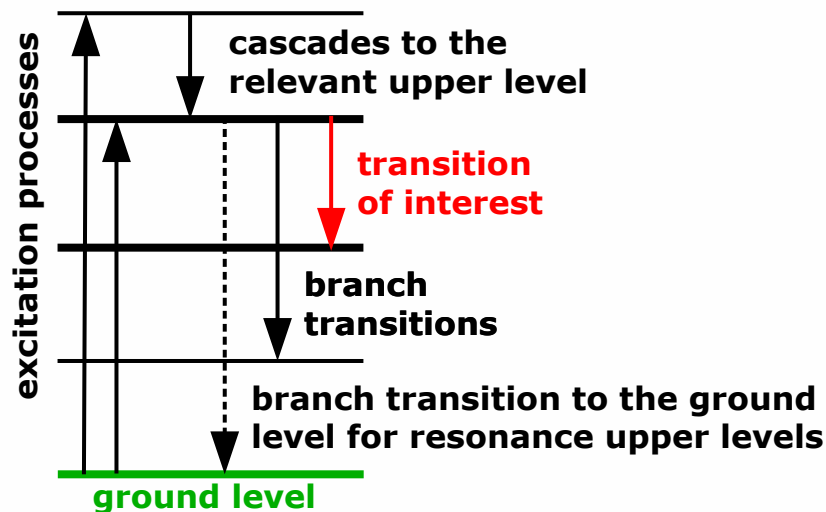 excitation processes
cascades to the
relevant upper level
transition
of interest
branch
transitions
branch transition to the ground
level for resonance upper levels
ground level